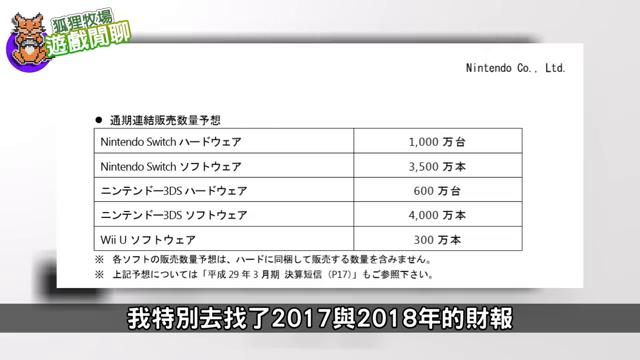 狐狸牧場
遊戲閒聊
Nintendo Co., Ltd.
● 通期連結販売数量予想
Nintendo Switch ハードウェア 1,000 万台
Nintendo Switch ソフトウェア 3,500 万本
ニンテンドー3DS ハードウェア 600 万台
ニンテンドー3DS ソフトウェア 4,000 万本
Wii U ソフトウェア 300 万本
※ 各ソフトの販売数量予想は、ハードに同梱して販売する数量を含みません。
※ 上記予想については「平成 29 年 3 月期 決算短信（P17）」もご参照下さい。
我特別去找了2017與2018年的財報